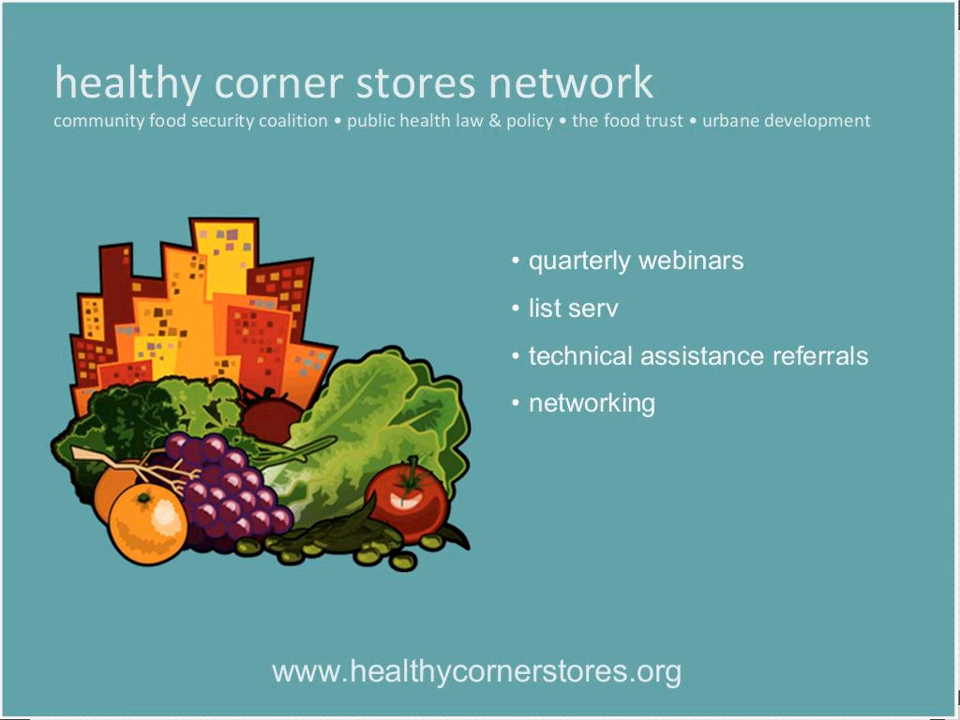 healthy corner stores network
community food security coalition • public health law & policy • the food trust • urbane development
• quarterly webinars
• list serv
• technical assistance referrals
• networking
www.healthycornerstores.org